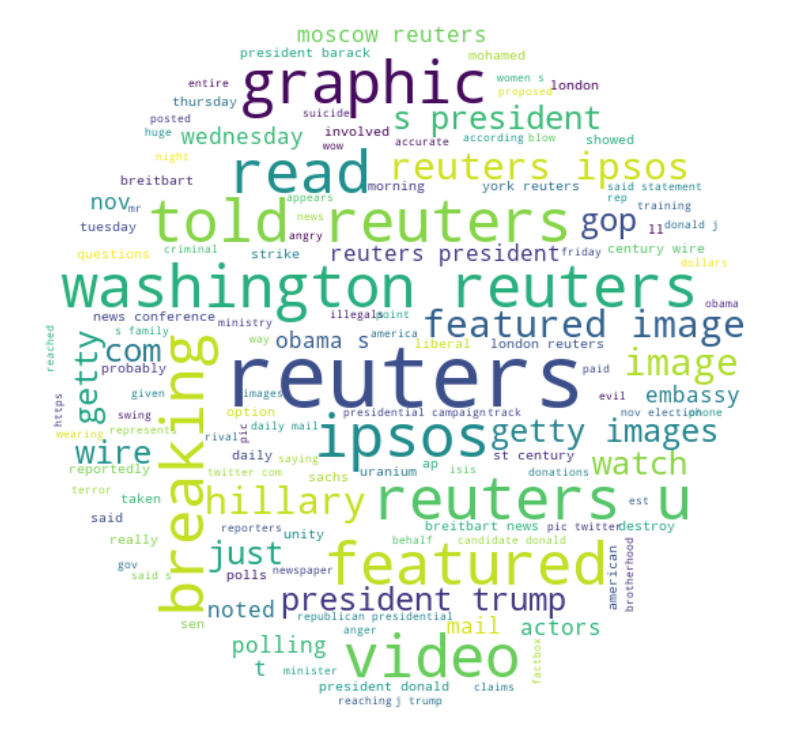 moscow reuters
president barack
mohamed
entire
graphic
women s
proposed
london
thursday
posted
suicide
s president
huge
wednesday
involved
accurate
according
blow
showed
wow
night
read
reuters ipsos
breitbart
morning
york reuters
said statement
rep
training
nov
mr
appears
tuesday
told reuters
news
gop
ll
donald j
angry
questions
criminal
strike
reuters president
friday
century wire
dollars
washington reuters
obama
news conference
ministry
illegals
point
featured image
s family
way
obama s
america
liberal
london reuters
reached
getty
com
probably
breaking
reuters
image
paid
given
images
evil
embassy
https
swing
option
presidential campaign
track
nov election
phone
wearing
represents
rival
pic
daily mail
ipsos
getty images
wire
daily
saying
ap
st century
watch
reportedly
twitter com
sachs
uranium
isis
donations
terror
taken
hillary
reuters u
est
said
reporters
unity
breitbart news
pic twitter
destroy
really
just
behalf
candidate donald
gov
said s
polls
newspaper
featured
american
brotherhood
noted
president trump
sen
republican presidential
anger
mail
actors
polling
t
minister
video
factbox
president donald
claims
reaching
j trump